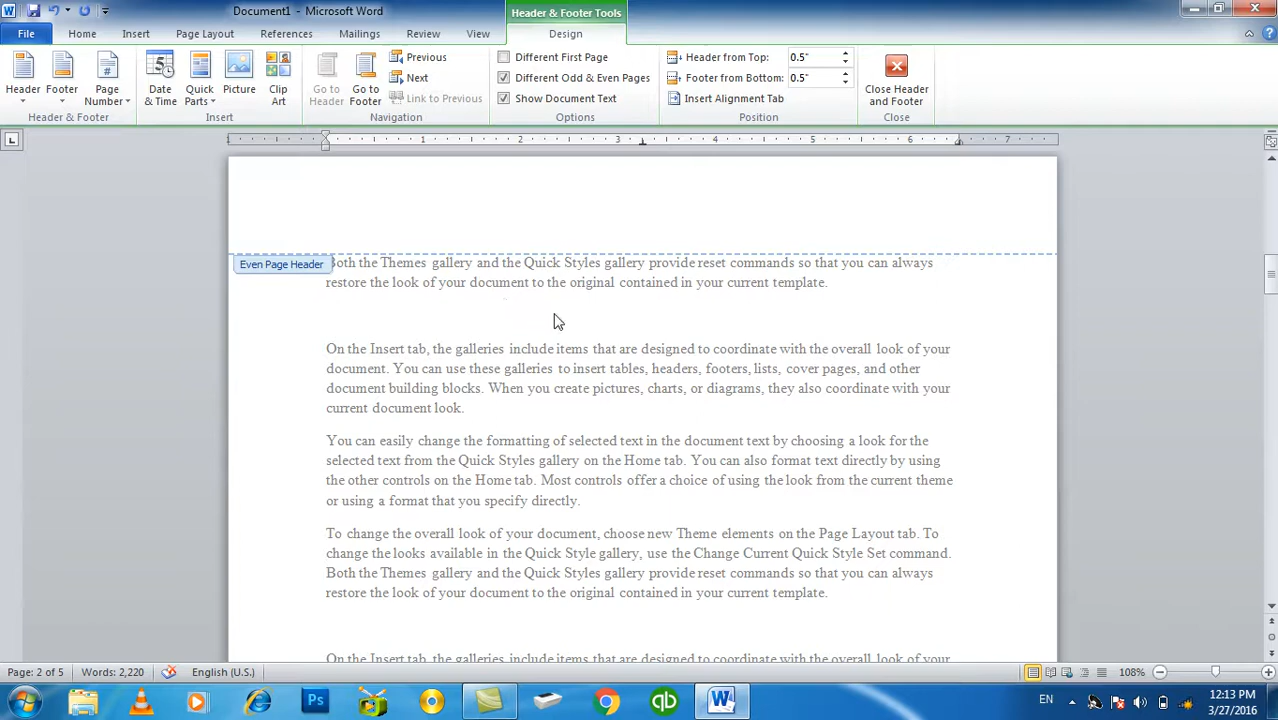 Document1 - Microsoft Word
Header & Footer Tools
File Home Insert Page Layout References Mailings Review View Design
Header Footer Page Number
Header & Footer
Date & Time Quick Parts Picture Clip Art
Insert
Go to Header Go to Footer
Previous
Next
Link to Previous
Navigation
Different First Page
Different Odd & Even Pages
Show Document Text
Options
Header from Top: 0.5"
Footer from Bottom: 0.5"
Insert Alignment Tab
Position
Close Header and Footer
Close
1 1 2 3 4 5 6 7
Even Page Header
Both the Themes gallery and the Quick Styles gallery provide reset commands so that you can always
restore the look of your document to the original contained in your current template.
On the Insert tab, the galleries include items that are designed to coordinate with the overall look of your
document. You can use these galleries to insert tables, headers, footers, lists, cover pages, and other
document building blocks. When you create pictures, charts, or diagrams, they also coordinate with your
current document look.
You can easily change the formatting of selected text in the document text by choosing a look for the
selected text from the Quick Styles gallery on the Home tab. You can also format text directly by using
the other controls on the Home tab. Most controls offer a choice of using the look from the current theme
or using a format that you specify directly.
To change the overall look of your document, choose new Theme elements on the Page Layout tab. To
change the looks available in the Quick Style gallery, use the Change Current Quick Style Set command.
Both the Themes gallery and the Quick Styles gallery provide reset commands so that you can always
restore the look of your document to the original contained in your current template.
On the Insert tab, the galleries include items that are designed to coordinate with the overall look of your
Page: 2 of 5 Words: 2,220 English (U.S.) 108%
Ps qb W EN 12:13 PM
3/27/2016